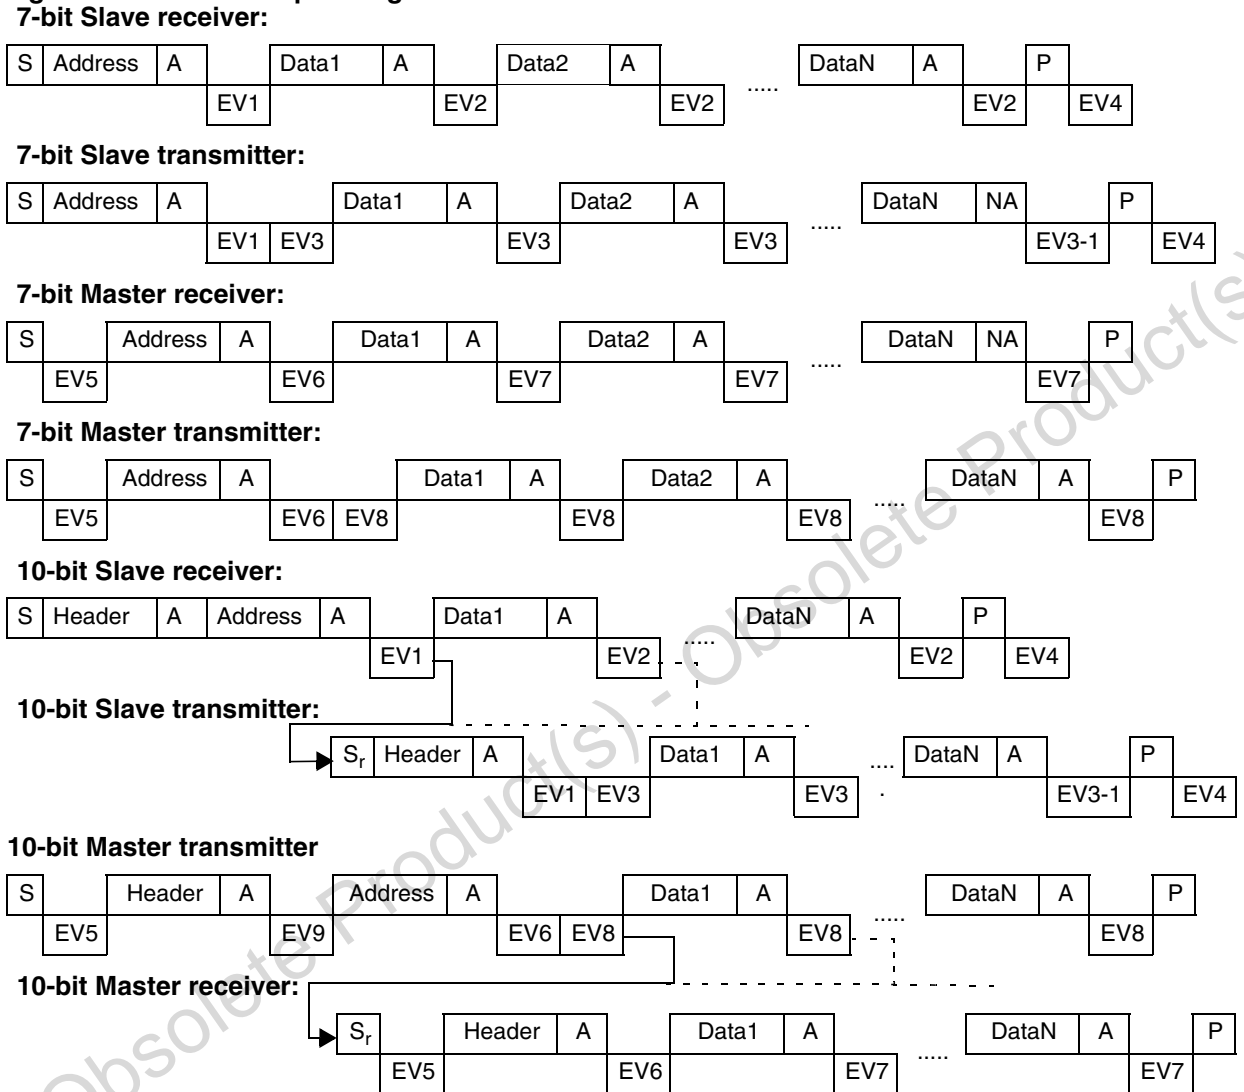 7-bit Slave receiver:
S Address A Data1 A Data2 A DataN A P
EV1 EV2 EV2 ..... EV2 EV4
7-bit Slave transmitter:
S Address A Data1 A Data2 A DataN NA P
EV1 EV3 EV3 EV3 ..... EV3-1 EV4
7-bit Master receiver:
S Address A Data1 A Data2 A DataN NA P
EV5 EV6 EV7 EV7 ..... EV7
7-bit Master transmitter:
S Address A Data1 A Data2 A ..... DataN A P
EV5 EV6 EV8 EV8 EV8 EV8
10-bit Slave receiver:
S Header A Address A Data1 A ..... DataN A P
EV1 EV2 EV2 EV4
10-bit Slave transmitter:
Sr Header A Data1 A .... DataN A P
EV1 EV3 EV3 . EV3-1 EV4
10-bit Master transmitter
S Header A Address A Data1 A ..... DataN A P
EV5 EV9 EV6 EV8 EV8 EV8
10-bit Master receiver:
Sr Header A Data1 A ..... DataN A P
EV5 EV6 EV7 EV7
Obsolete Product(s) - Obsolete Product(s)